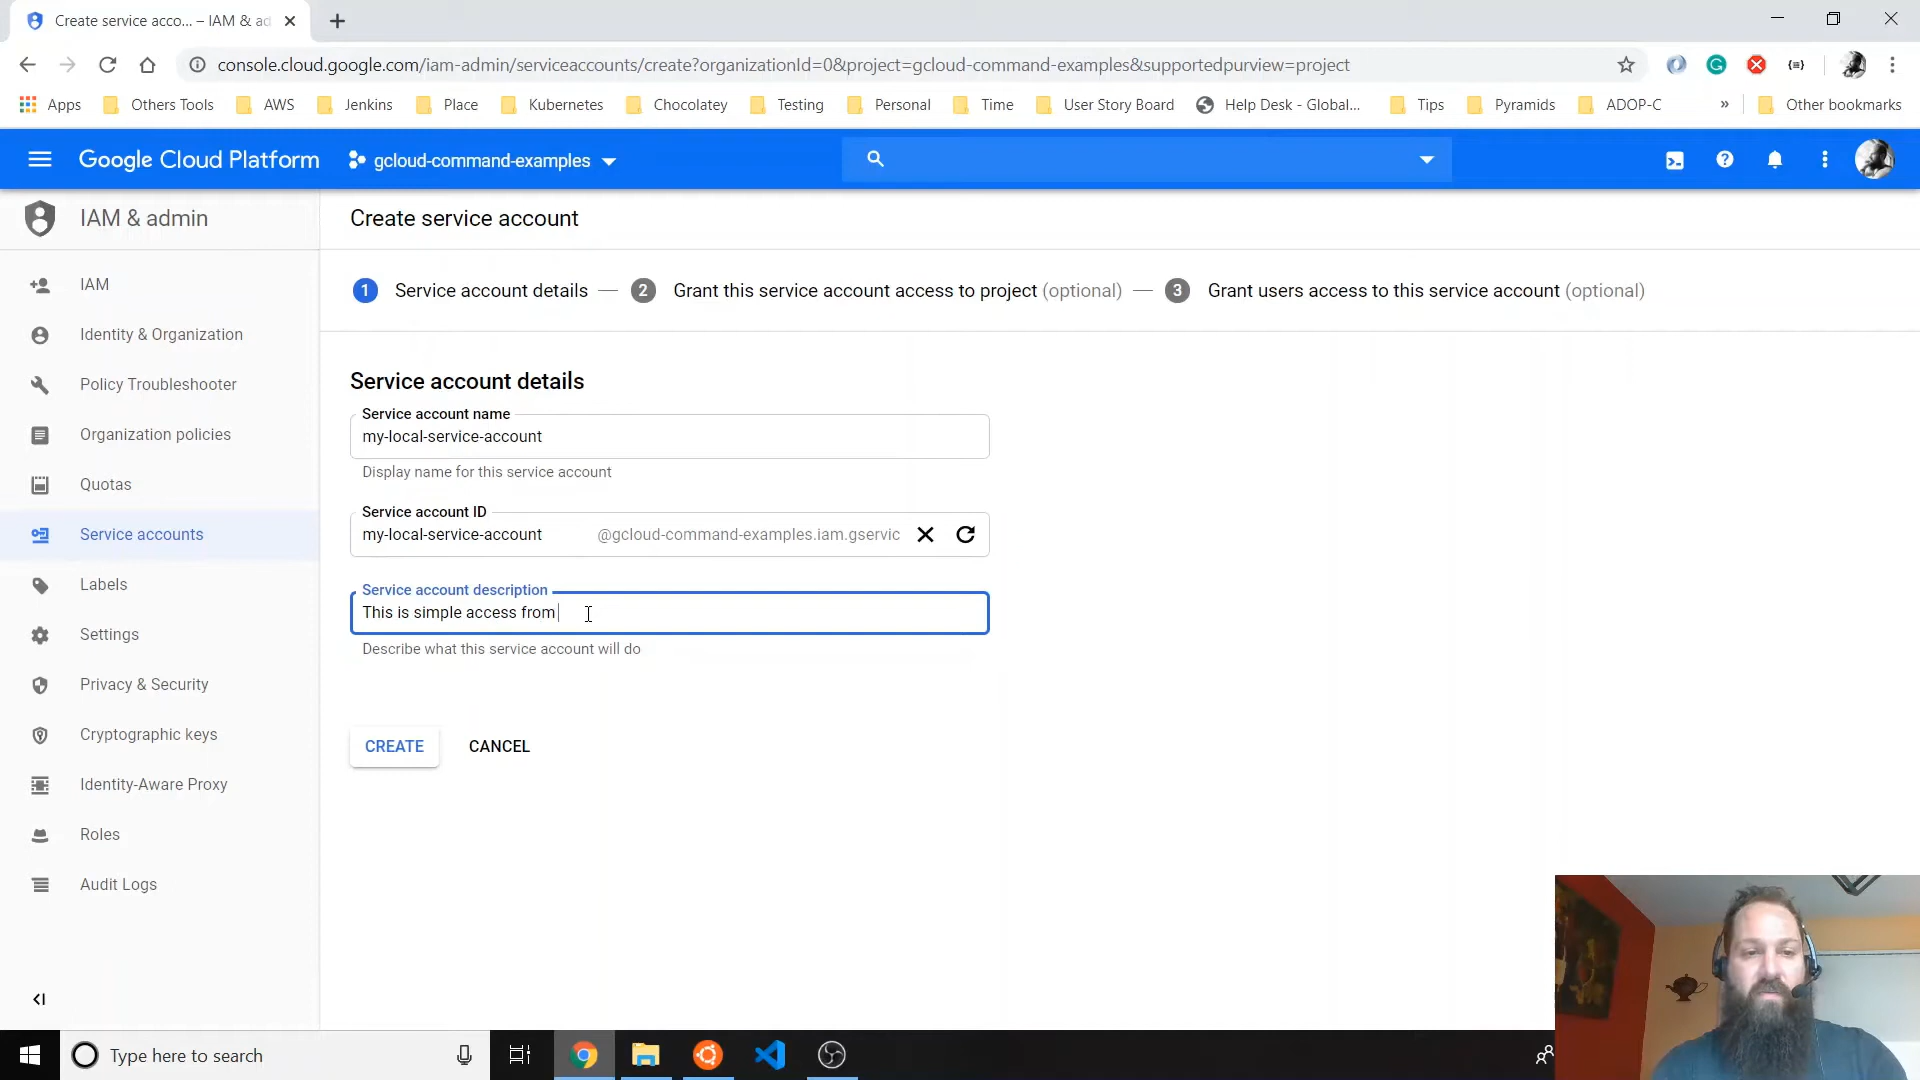 Create service acco... – IAM & ad
console.cloud.google.com/iam-admin/serviceaccounts/create?organizationId=0&project=gcloud-command-examples&supportedpurview=project
Apps
Others Tools
AWS
Jenkins
Place
Kubernetes
Chocolatey
Testing
Personal
Time
User Story Board
Help Desk - Global...
Tips
Pyramids
ADOP-C
»
Other bookmarks
Google Cloud Platform
gcloud-command-examples
IAM & admin
Create service account
IAM
Identity & Organization
Policy Troubleshooter
Organization policies
Quotas
Service accounts
Labels
Settings
Privacy & Security
Cryptographic keys
Identity-Aware Proxy
Roles
Audit Logs
1 Service account details — 2 Grant this service account access to project (optional) — 3 Grant users access to this service account (optional)
Service account details
Service account name
my-local-service-account
Display name for this service account
Service account ID
my-local-service-account @gcloud-command-examples.iam.gservic
Service account description
This is simple access from
Describe what this service account will do
CREATE CANCEL
Type here to search